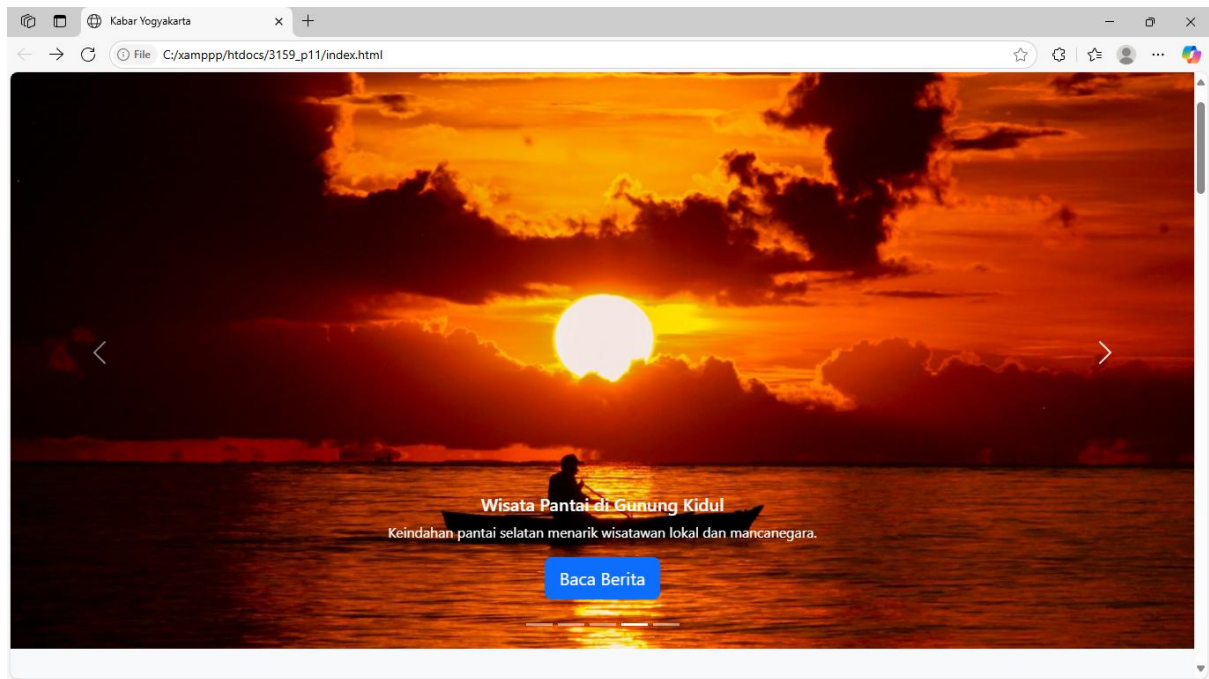 Kabar Yogyakarta
File C:/xamppp/htdocs/3159_p11/index.html
Wisata Pantai di Gunung Kidul
Keindahan pantai selatan menarik wisatawan lokal dan mancanegara.
Baca Berita